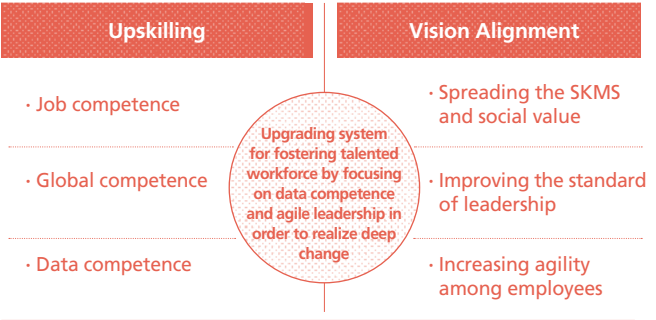 Upskilling
· Job competence
· Global competence
· Data competence
Upgrading system
for fostering talented
workforce by focusing
on data competence
and agile leadership in
order to realize deep
change
Vision Alignment
· Spreading the SKMS
and social value
· Improving the standard
of leadership
· Increasing agility
among employees